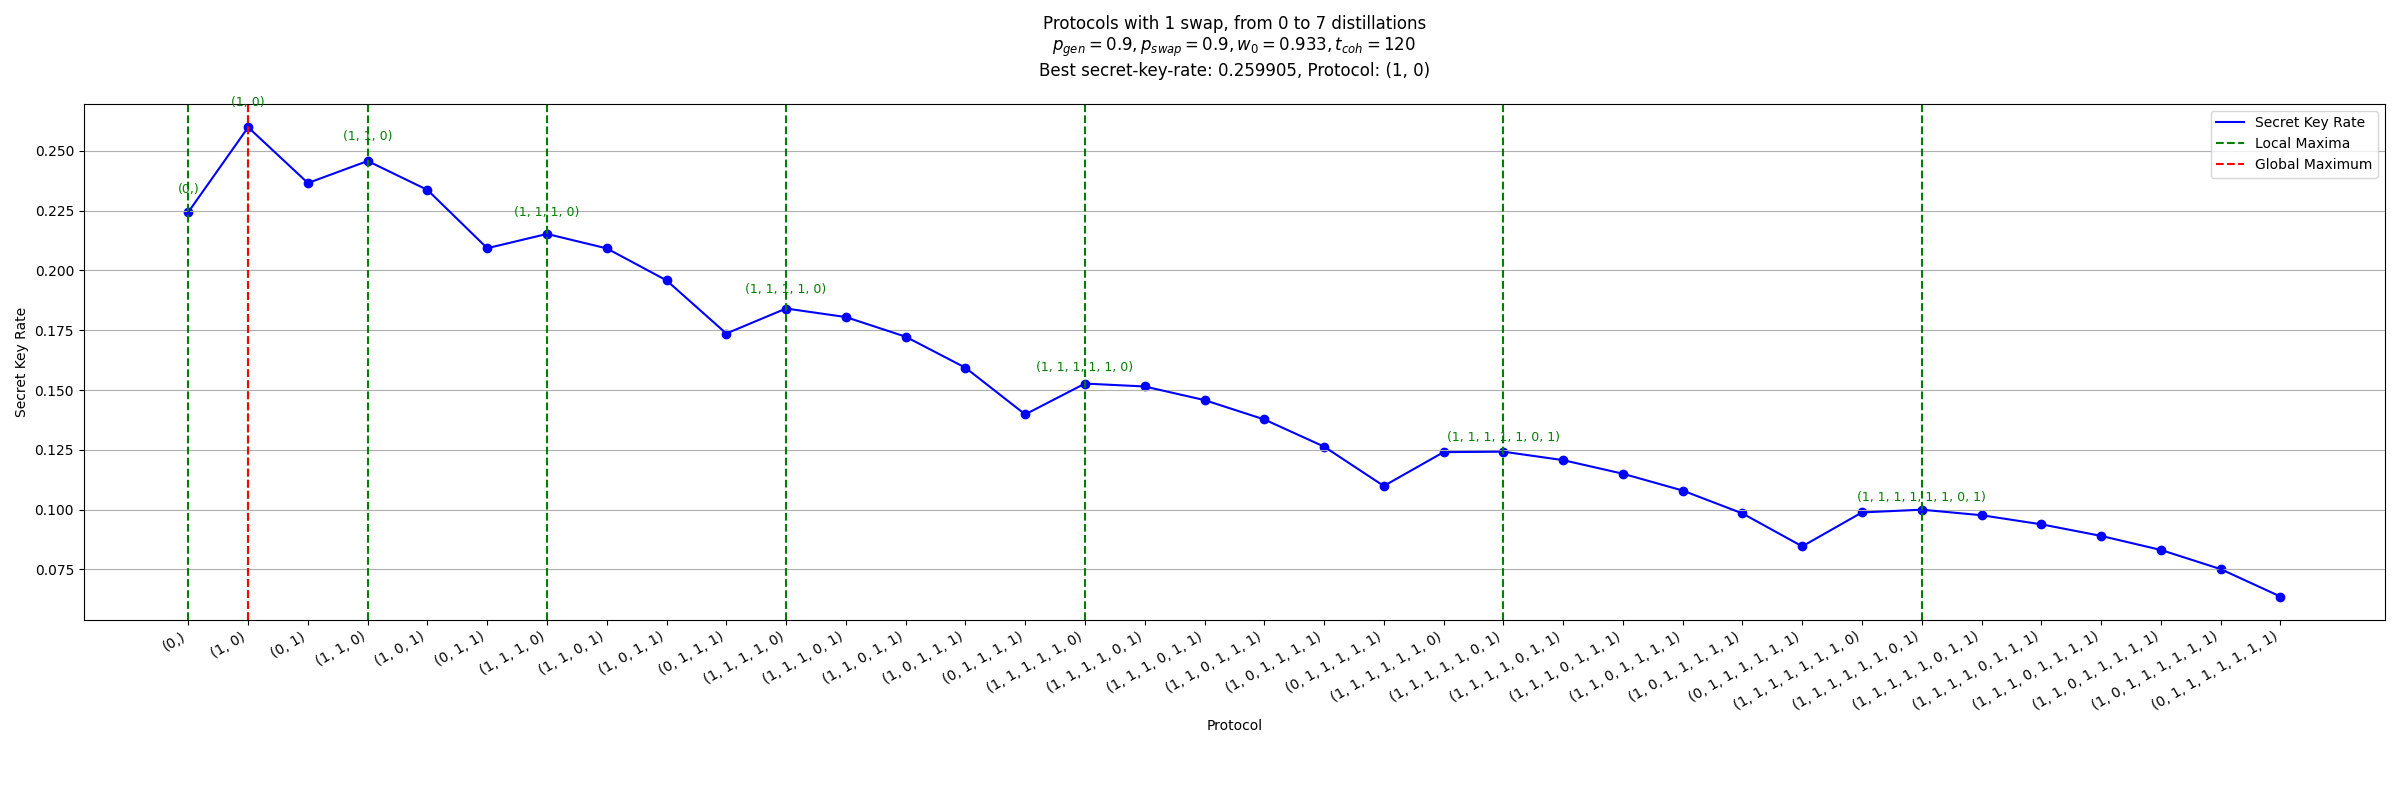 Protocols with 1 swap, from 0 to 7 distillations
p_gen = 0.9, p_swap = 0.9, w_0 = 0.933, t_coh = 120
Best secret-key-rate: 0.259905, Protocol: (1, 0)
(1, 0)
(1, 1, 0)
(0,)
(1, 1, 1, 0)
(1, 1, 1, 1, 0)
(1, 1, 1, 1, 1, 0)
(1, 1, 1, 1, 1, 0, 1)
(1, 1, 1, 1, 1, 1, 0, 1)
Secret Key Rate
Local Maxima
Global Maximum
Secret Key Rate
0.250
0.225
0.200
0.175
0.150
0.125
0.100
0.075
(0,)
(1, 0)
(0, 1)
(1, 1, 0)
(1, 0, 1)
(0, 1, 1)
(1, 1, 1, 0)
(1, 1, 0, 1)
(1, 0, 1, 1)
(0, 1, 1, 1)
(1, 1, 1, 1, 0)
(1, 1, 1, 0, 1)
(1, 1, 0, 1, 1)
(1, 0, 1, 1, 1)
(0, 1, 1, 1, 1)
(1, 1, 1, 1, 1, 0)
(1, 1, 1, 1, 0, 1)
(1, 1, 1, 0, 1, 1)
(1, 1, 0, 1, 1, 1)
(1, 0, 1, 1, 1, 1)
(0, 1, 1, 1, 1, 1)
(1, 1, 1, 1, 1, 1, 0)
(1, 1, 1, 1, 1, 0, 1)
(1, 1, 1, 1, 0, 1, 1)
(1, 1, 1, 0, 1, 1, 1)
(1, 1, 0, 1, 1, 1, 1)
(1, 0, 1, 1, 1, 1, 1)
(0, 1, 1, 1, 1, 1, 1)
(1, 1, 1, 1, 1, 1, 1, 0)
(1, 1, 1, 1, 1, 1, 0, 1)
(1, 1, 1, 1, 1, 0, 1, 1)
(1, 1, 1, 1, 0, 1, 1, 1)
(1, 1, 1, 0, 1, 1, 1, 1)
(1, 1, 0, 1, 1, 1, 1, 1)
(1, 0, 1, 1, 1, 1, 1, 1)
(0, 1, 1, 1, 1, 1, 1, 1)
Protocol